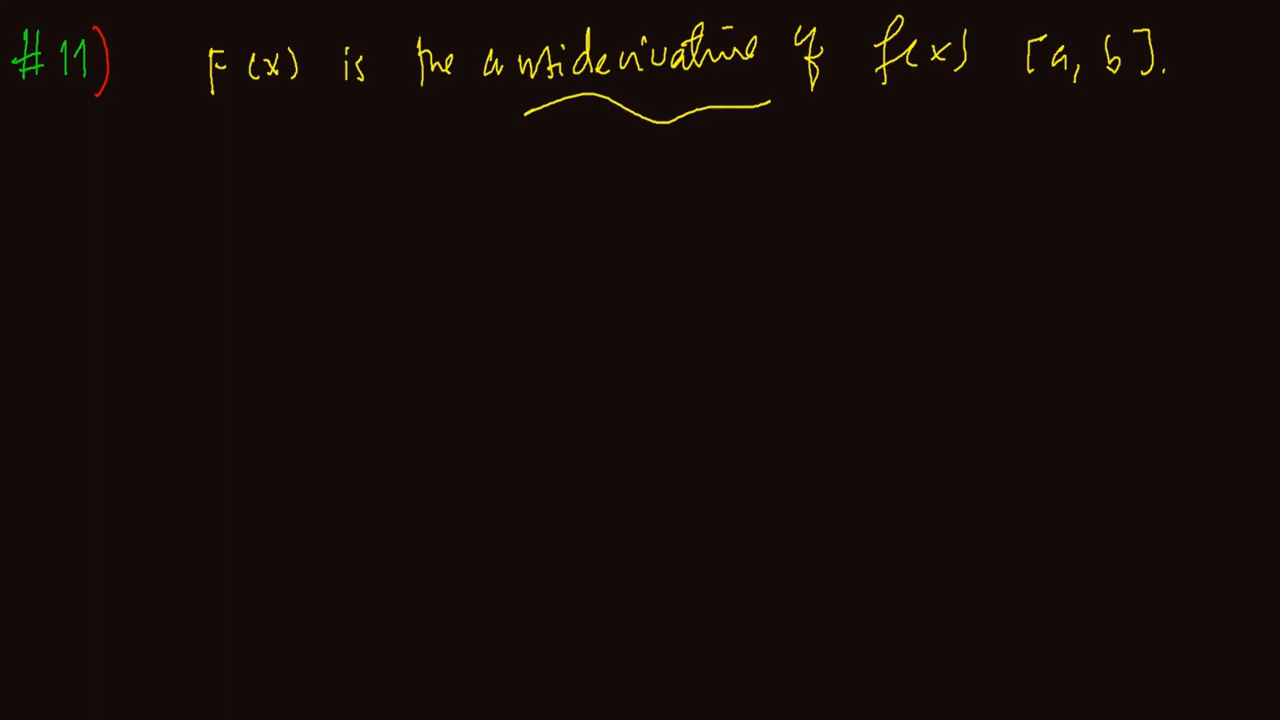 #11) F(x) is the antiderivative of f(x) [a, b].